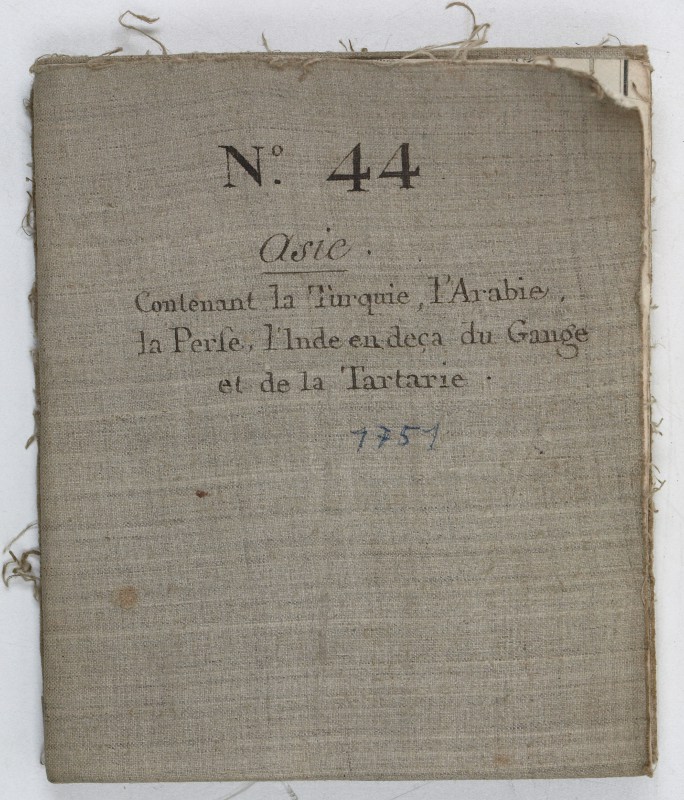 N.º 44
Asie.
Contenant la Turquie, l'Arabie,
la Perſe, l'Inde en deça du Gange
et de la Tartarie.
1751